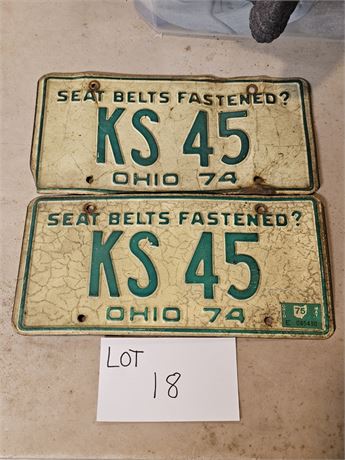 SEAT BELTS FASTENED?
KS 45
OHIO 74
SEAT BELTS FASTENED?
KS 45
OHIO 74
75
LOT
18